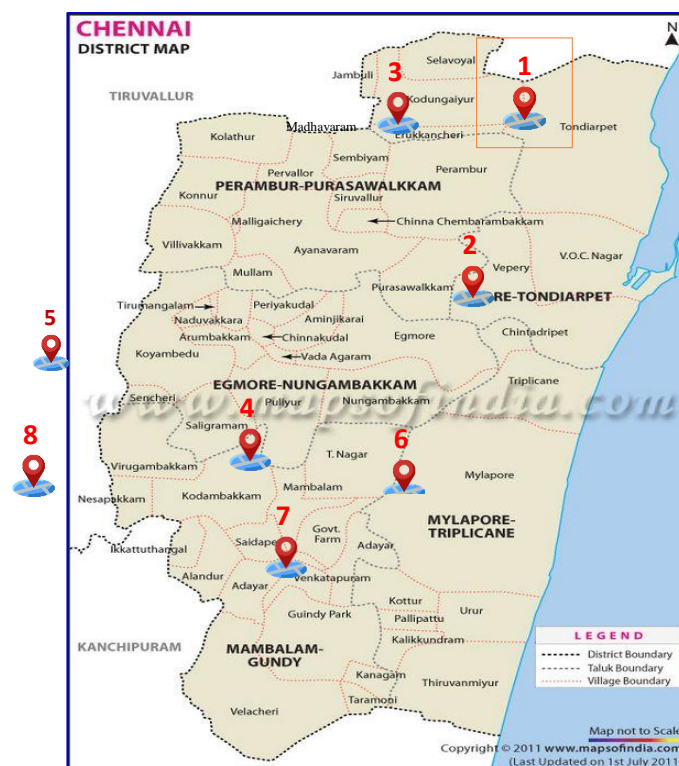 CHENNAI
DISTRICT MAP
N
1
3
Selavoyal
Jambuli
TIRUVALLUR
Kodungaiyur
Madhavaram
Tondiarpet
Kolathur
Erukkancheri
Sembiyam
Pervallor
Perambur
PERAMBUR-PURASAWALKKAM
Konnur
Siruvallur
Malligaichery
Chinna Chembarambakkam
Villivakkam
Ayanavaram
2
V.O.C. Nagar
Mullam
Vepery
Purasawalkkam
RE-TONDIARPET
Tirumangalam
Periyakudal
Naduvakkara
Aminjikarai
5
Arumbakkam
Chinnakudal
Egmore
Chintadripet
Koyambedu
Vada Agaram
EGMORE-NUNGAMBAKKAM
Triplicane
Sencheri
Puliyur
Nungambakkam
www.mapsofindia.com
4
Saligramam
8
6
T. Nagar
Virugambakkam
Mylapore
Nesapakkam
Kodambakkam
Mambalam
7
MYLAPORE-
TRIPLICANE
Govt.
Farm
Saidape
Adayar
Ikkattuthangal
Alandur
Adayar
Venkatapuram
Kottur
Urur
Guindy Park
Pallipattu
KANCHIPURAM
Kalikkundram
MAMBALAM-
GUNDY
Kanagam
Thiruvanmiyur
Taramoni
Velacheri
LEGEND
District Boundary
Taluk Boundary
Village Boundary
Map not to Scale
Copyright © 2011 www.mapsofindia.com
(Last Updated on 1st July 2011